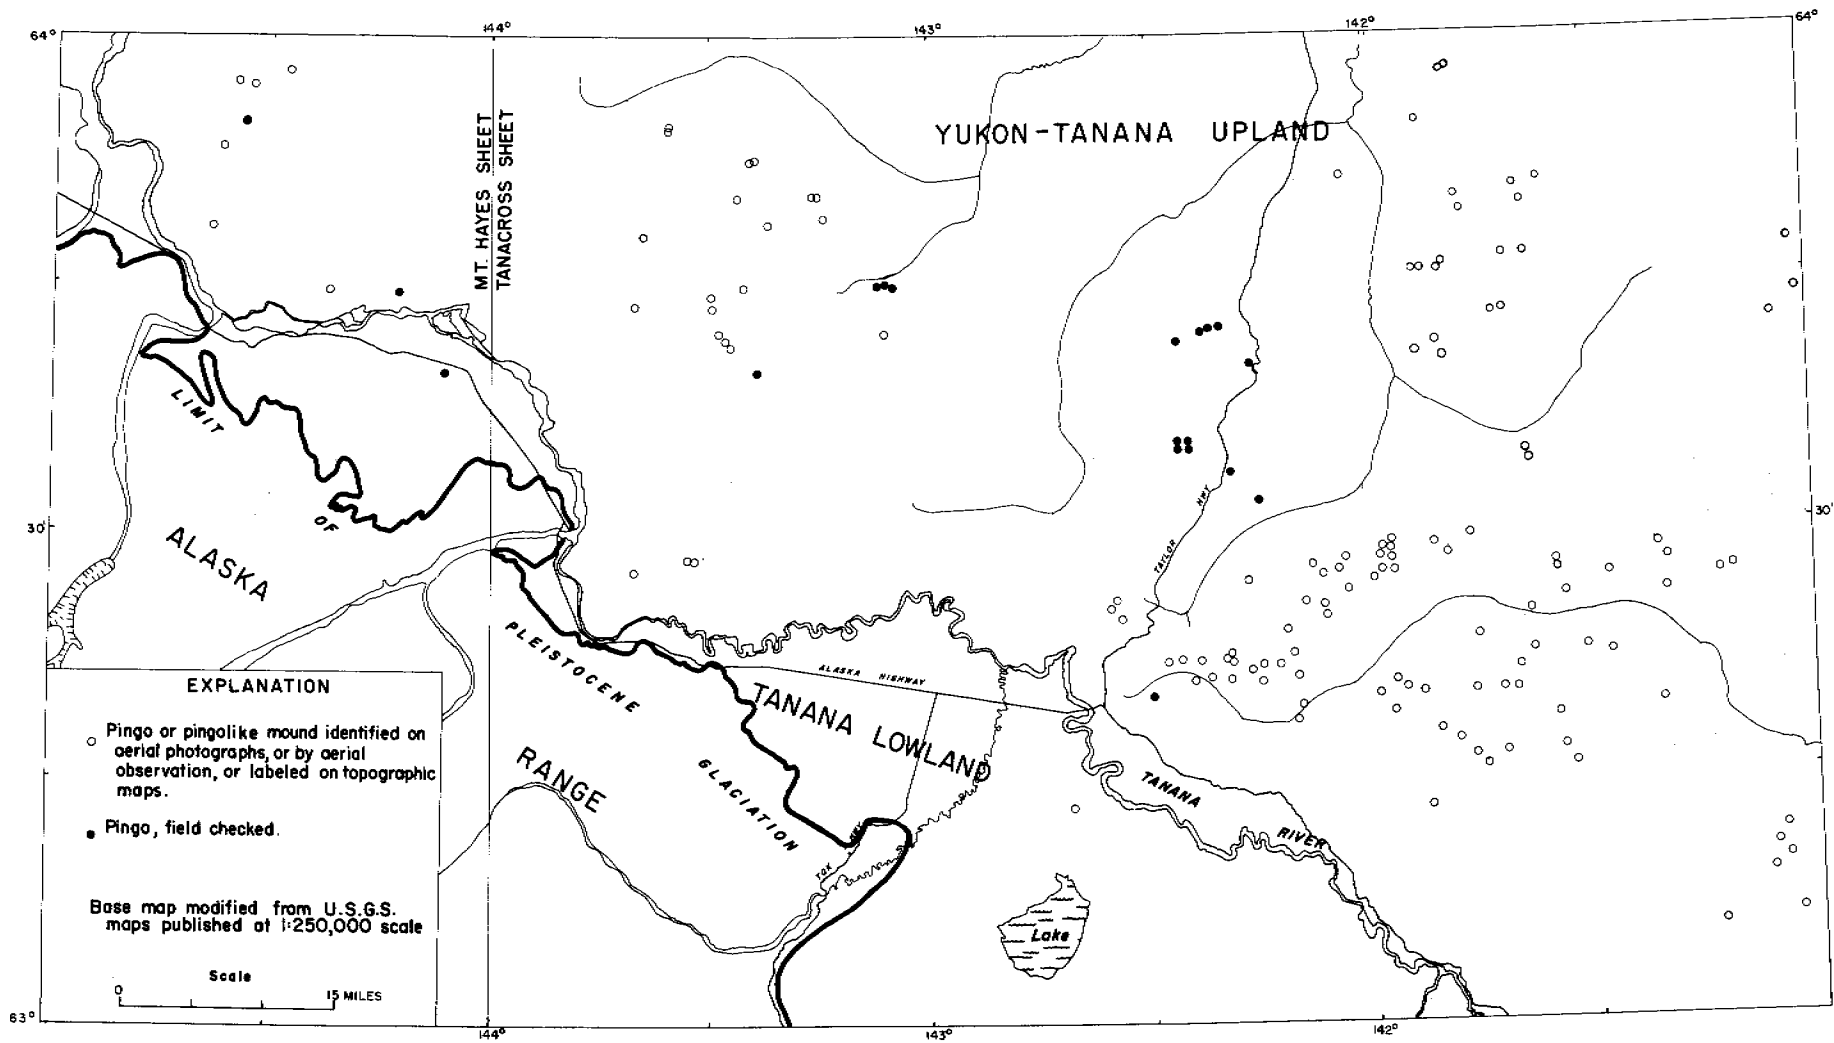 144°
143°
142°
64°
64°
MT. HAYES SHEET
TANACROSS SHEET
YUKON-TANANA UPLAND
LIMIT
OF
PLEISTOCENE
GLACIATION
30'
30'
ALASKA
RANGE
TAYLOR HWY
ALASKA HIGHWAY
TANANA LOWLAND
TANANA
RIVER
TOK HWY
Lake
EXPLANATION
Pingo or pingolike mound identified on
aerial photographs, or by aerial
observation, or labeled on topographic
maps.
Pingo, field checked.
Base map modified from U.S.G.S.
maps published at 1:250,000 scale
Scale
0
15 MILES
63°
144°
143°
142°